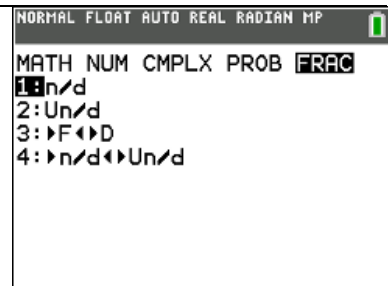 NORMAL FLOAT AUTO REAL RADIAN MP
MATH NUM CMPLX PROB FRAC
1:n/d
2:Un/d
3:▶F◀▶D
4:▶n/d◀▶Un/d